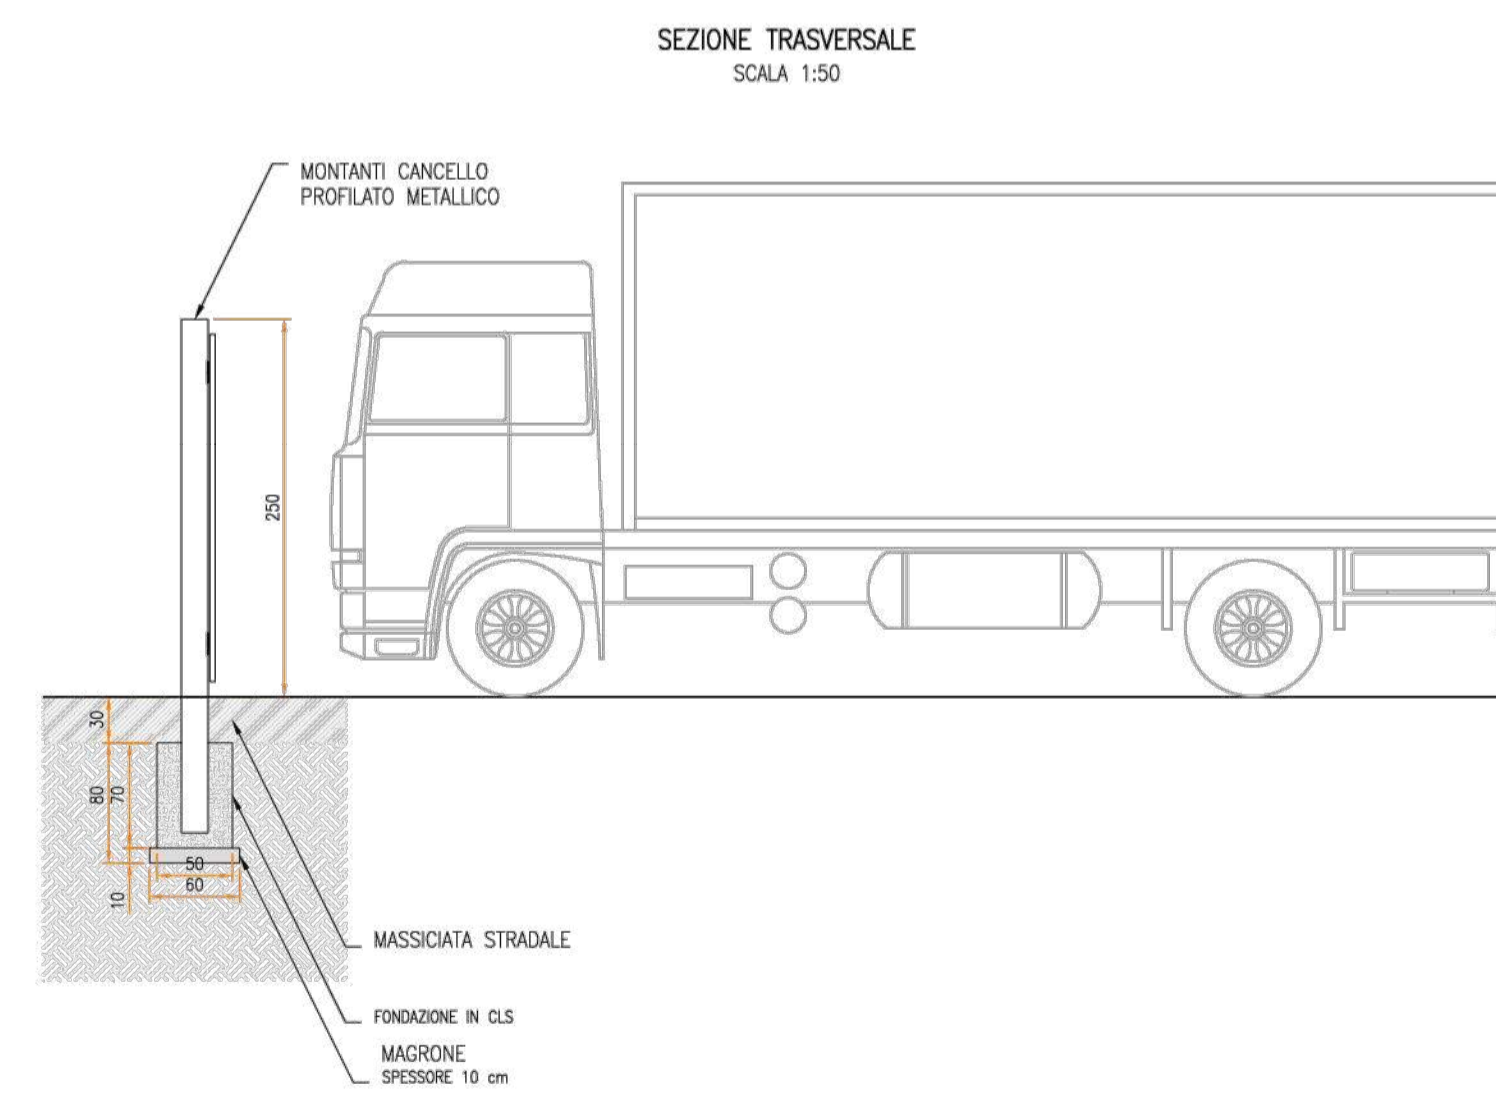 SEZIONE TRASVERSALE
SCALA 1:50
MONTANTI CANCELLO
PROFILATO METALLICO
250
30
80
70
50
60
10
MASSICIATA STRADALE
FONDAZIONE IN CLS
MAGRONE
SPESSORE 10 cm